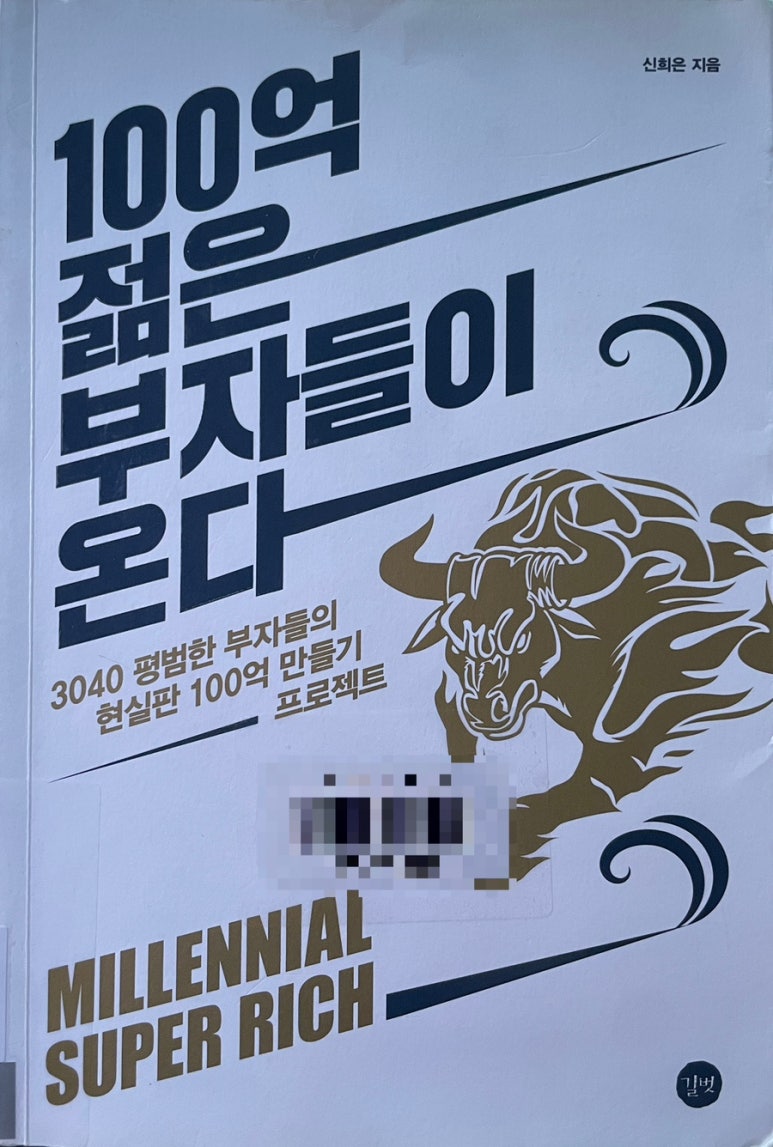 신희은 지음
100억
젊은
부자들이
온다
3040 평범한 부자들의
현실판 100억 만들기
프로젝트
MILLENNIAL
SUPER RICH
길벗